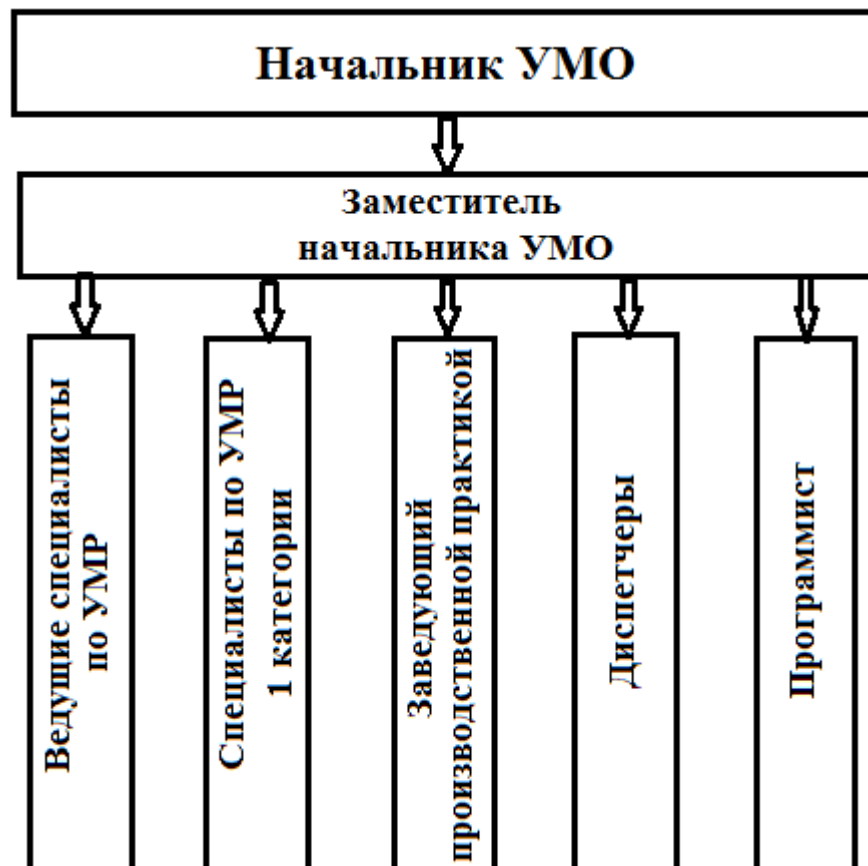 Начальник УМО
Заместитель
начальника УМО
Ведущие специалисты
по УМР
Специалисты по УМР
1 категории
Заведующий
производственной практикой
Диспетчеры
Программист